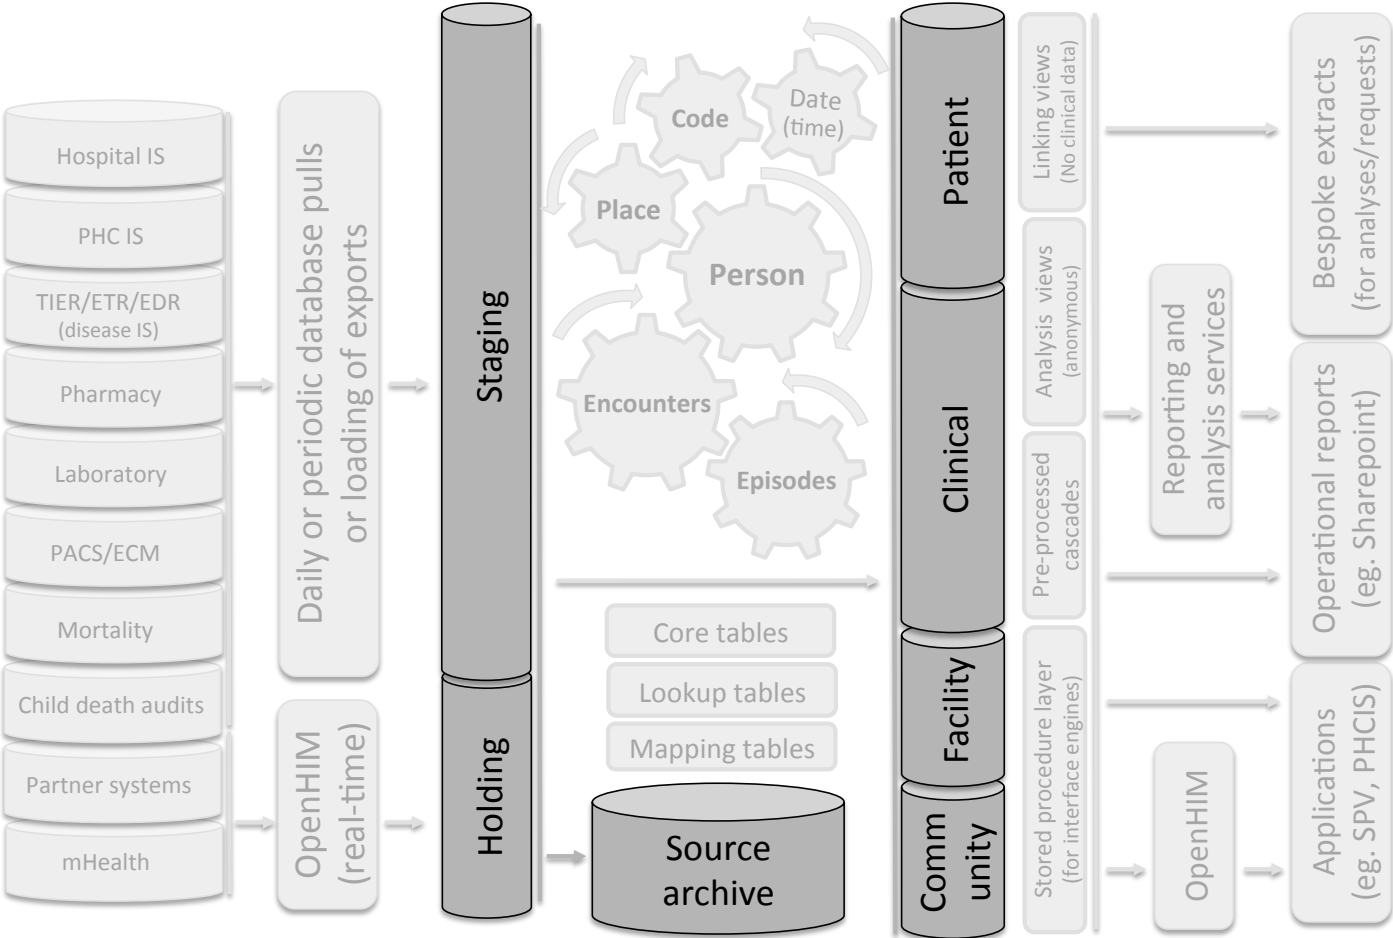 Hospital IS
PHC IS
TIER/ETR/EDR
(disease IS)
Pharmacy
Laboratory
PACS/ECM
Mortality
Child death audits
Partner systems
mHealth
Daily or periodic database pulls
or loading of exports
OpenHIM
(real-time)
Staging
Holding
Code
Date
(time)
Place
Person
Encounters
Episodes
Core tables
Lookup tables
Mapping tables
Source
archive
Patient
Clinical
Facility
Comm
unity
Linking views
(No clinical data)
Analysis views
(anonymous)
Pre-processed
cascades
Stored procedure layer
(for interface engines)
Reporting and
analysis services
OpenHIM
Bespoke extracts
(for analyses/requests)
Operational reports
(eg. Sharepoint)
Applications
(eg. SPV, PHCIS)